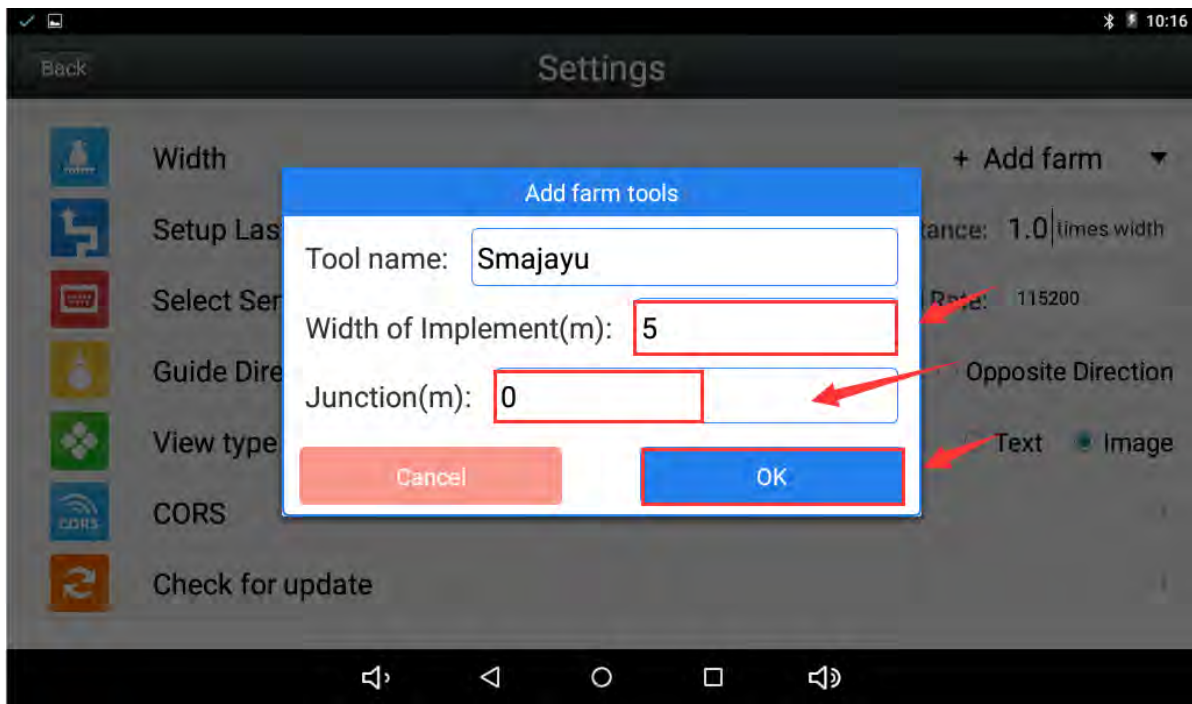 10:16
Back
Settings
Width
+ Add farm
Add farm tools
Setup Las
tance: 1.0 times width
Tool name: Smajayu
Select Ser
Rate: 115200
Width of Implement(m): 5
Guide Dire
Opposite Direction
Junction(m): 0
View type
Text Image
Cancel
OK
CORS
CORS
Check for update